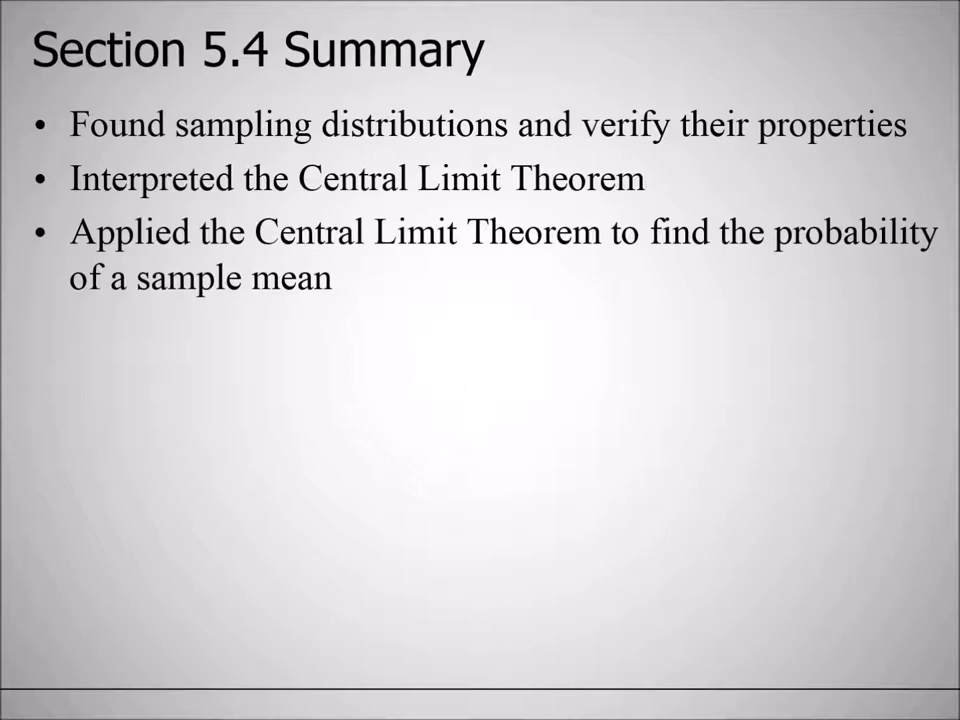 Section 5.4 Summary
• Found sampling distributions and verify their properties
• Interpreted the Central Limit Theorem
• Applied the Central Limit Theorem to find the probability
of a sample mean